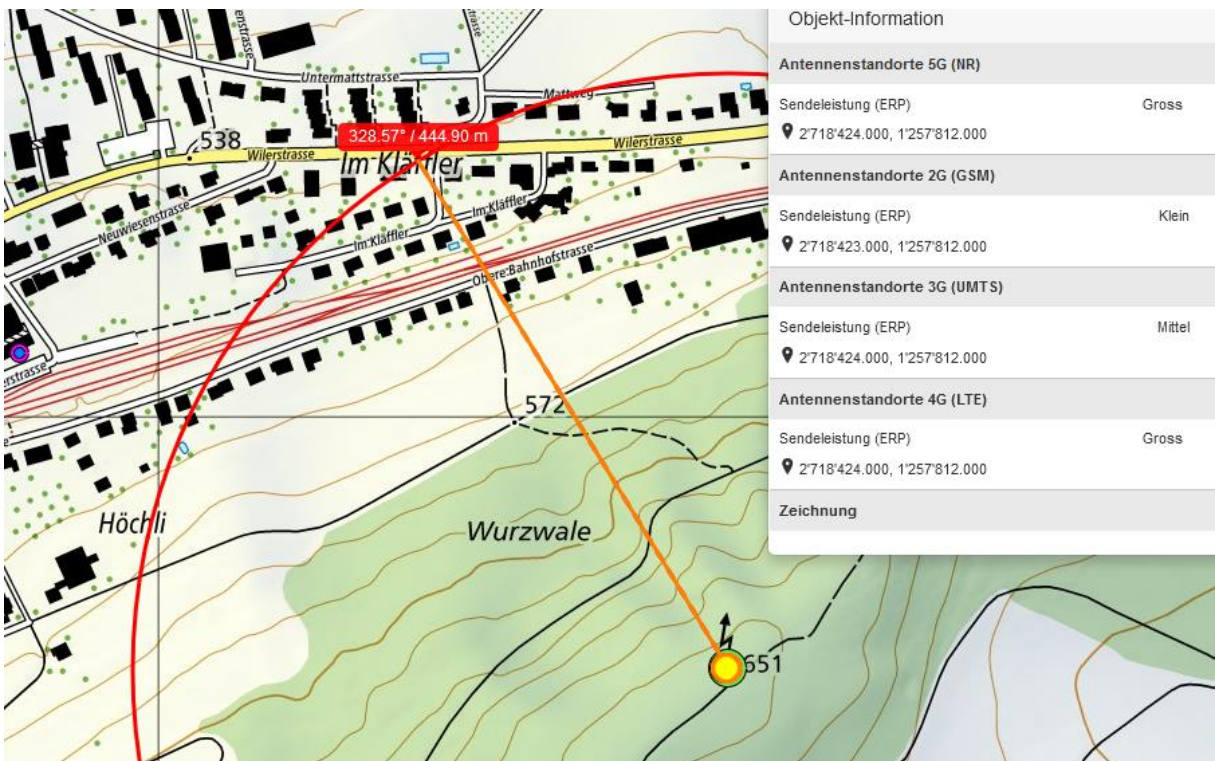 Untermattstrasse
Mattweg
538
328.57° / 444.90 m
Wilerstrasse
Wilerstrasse
Im Kläffler
Neuwiesenstrasse
Im Kläffler
Im Kläffler
Obere Bahnhofstrasse
572
Höchli
Wurzwale
651
Objekt-Information
Antennenstandorte 5G (NR)
Sendeleistung (ERP) Gross
2'718'424.000, 1'257'812.000
Antennenstandorte 2G (GSM)
Sendeleistung (ERP) Klein
2'718'423.000, 1'257'812.000
Antennenstandorte 3G (UMTS)
Sendeleistung (ERP) Mittel
2'718'424.000, 1'257'812.000
Antennenstandorte 4G (LTE)
Sendeleistung (ERP) Gross
2'718'424.000, 1'257'812.000
Zeichnung